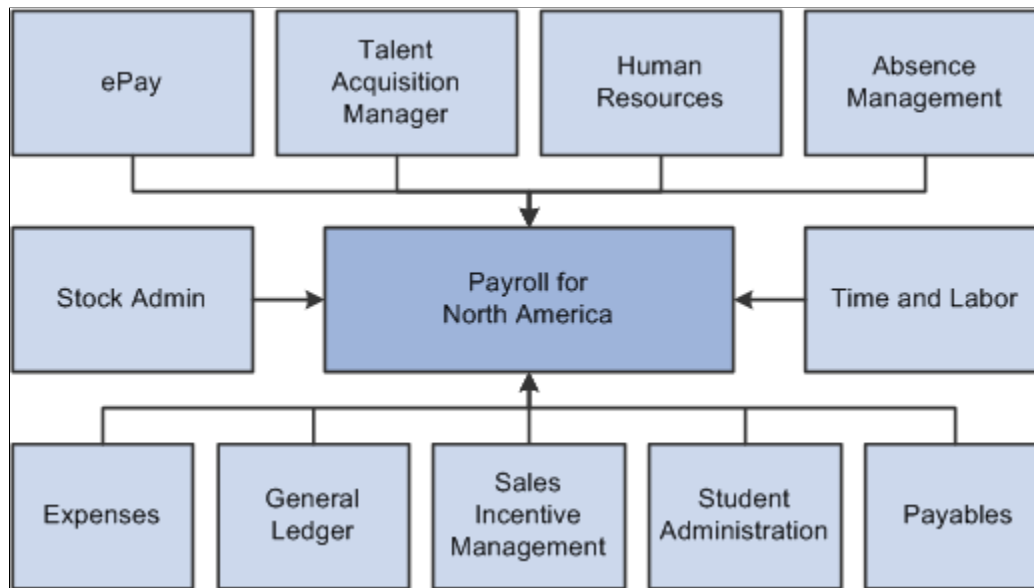 ePay
Talent
Acquisition
Manager
Human
Resources
Absence
Management
Stock Admin
Payroll for
North America
Time and Labor
Expenses
General
Ledger
Sales
Incentive
Management
Student
Administration
Payables